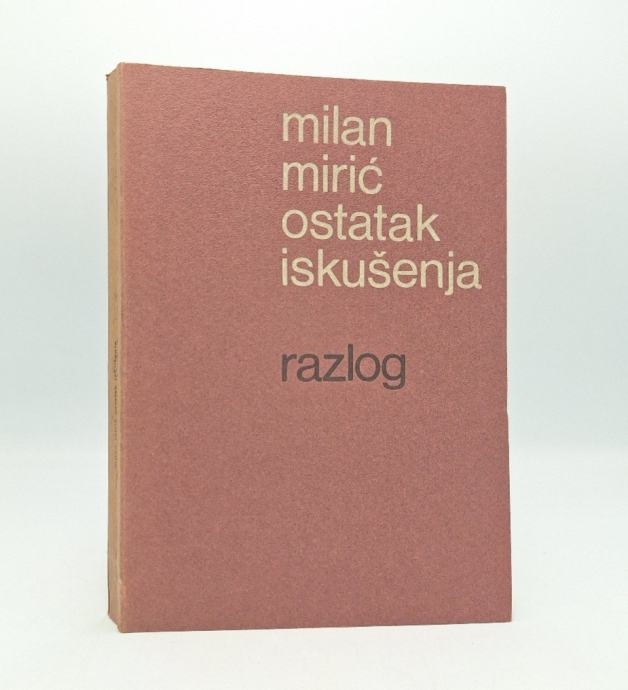 milan
mirić
ostatak
iskušenja
razlog